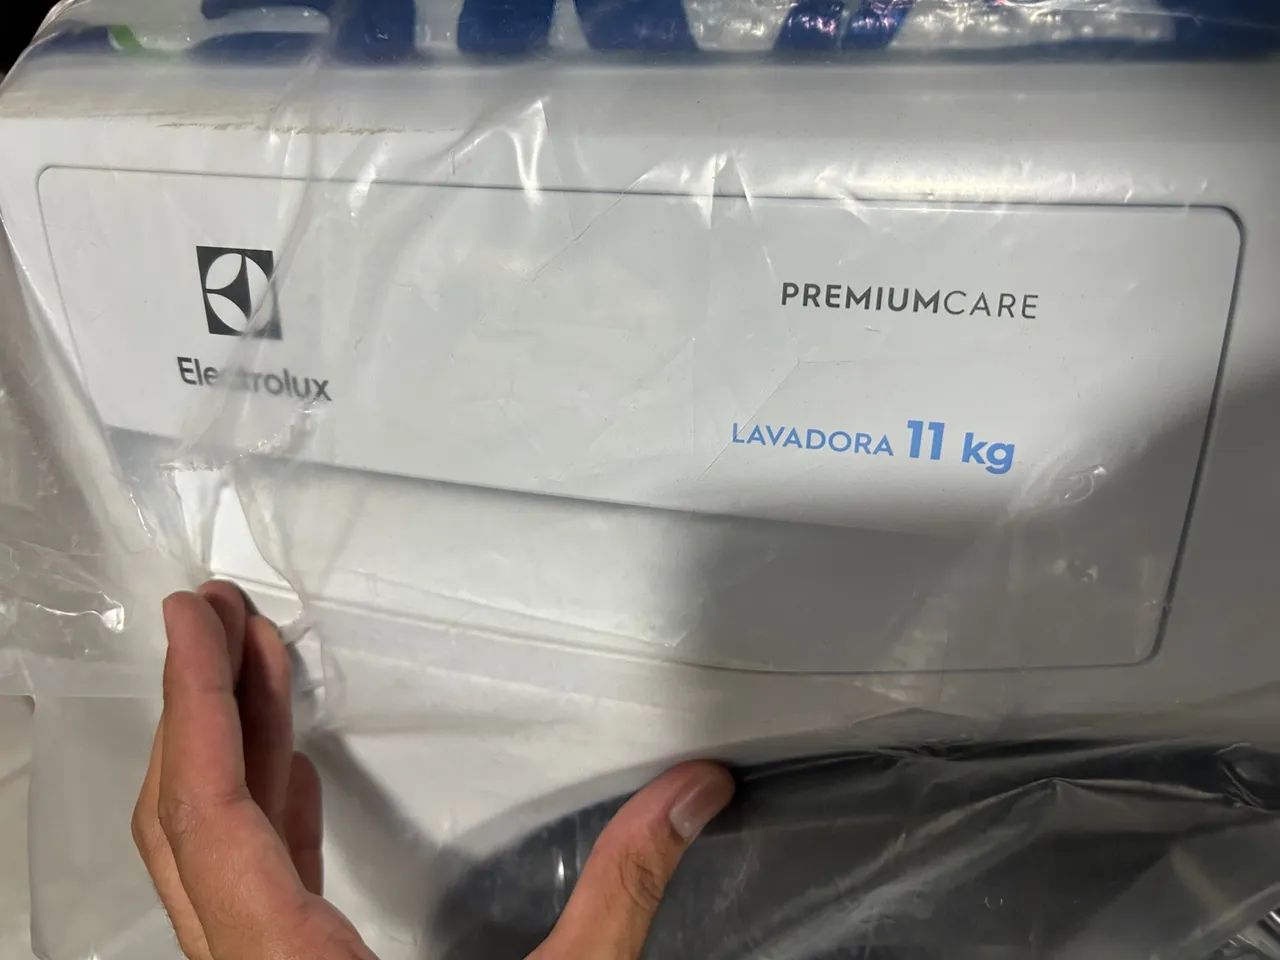 Electrolux
PREMIUMCARE
LAVADORA 11 kg